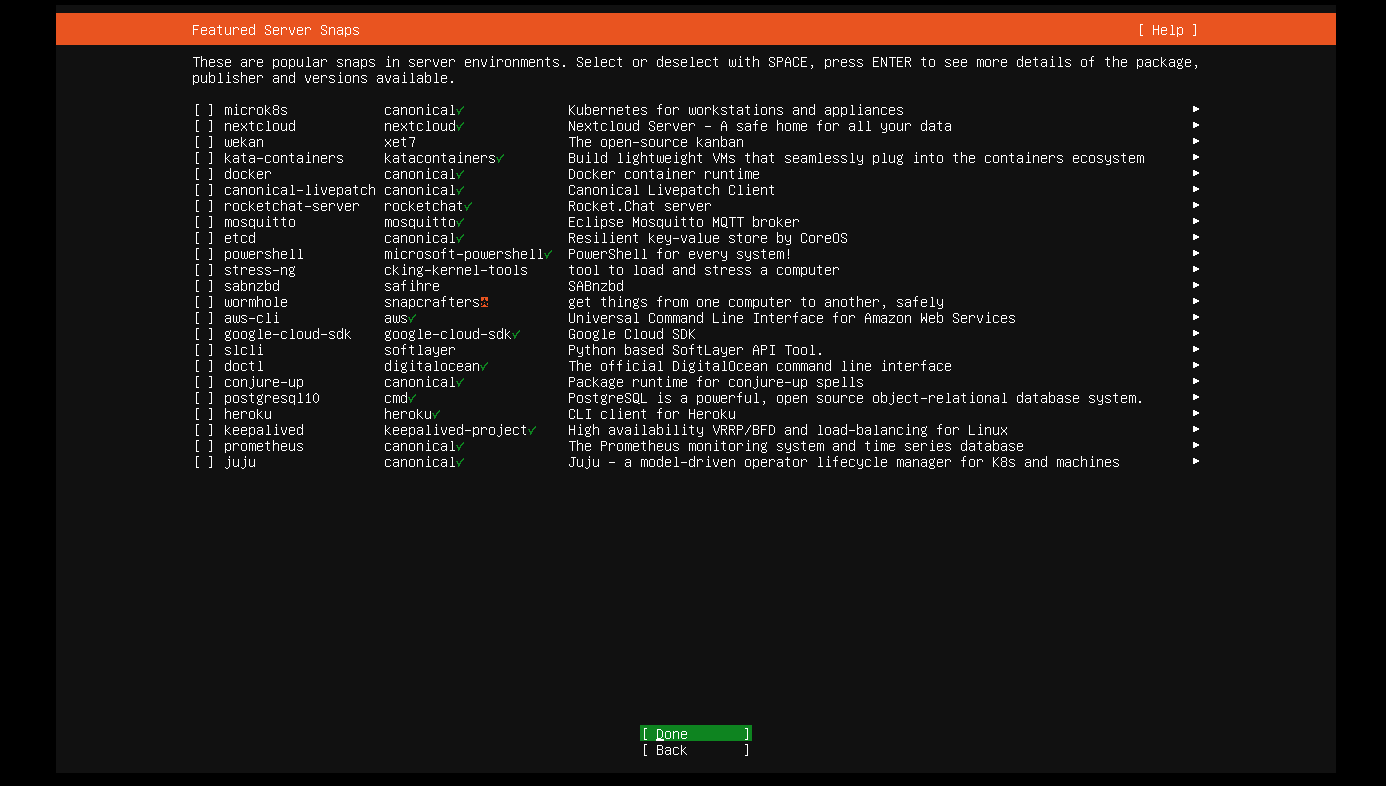 Featured Server Snaps [ Help ]
These are popular snaps in server environments. Select or deselect with SPACE, press ENTER to see more details of the package,
publisher and versions available.
[ ] microk8s canonical✓ Kubernetes for workstations and appliances ▸
[ ] nextcloud nextcloud✓ Nextcloud Server - A safe home for all your data ▸
[ ] wekan xet7 The open-source kanban ▸
[ ] kata-containers katacontainers✓ Build lightweight VMs that seamlessly plug into the containers ecosystem ▸
[ ] docker canonical✓ Docker container runtime ▸
[ ] canonical-livepatch canonical✓ Canonical Livepatch Client ▸
[ ] rocketchat-server rocketchat✓ Rocket.Chat server ▸
[ ] mosquitto mosquitto✓ Eclipse Mosquitto MQTT broker ▸
[ ] etcd canonical✓ Resilient key-value store by CoreOS ▸
[ ] powershell microsoft-powershell✓ PowerShell for every system! ▸
[ ] stress-ng cking-kernel-tools tool to load and stress a computer ▸
[ ] sabnzbd safihre SABnzbd ▸
[ ] wormhole snapcrafters get things from one computer to another, safely ▸
[ ] aws-cli aws✓ Universal Command Line Interface for Amazon Web Services ▸
[ ] google-cloud-sdk google-cloud-sdk✓ Google Cloud SDK ▸
[ ] slcli softlayer Python based SoftLayer API Tool. ▸
[ ] doctl digitalocean✓ The official DigitalOcean command line interface ▸
[ ] conjure-up canonical✓ Package runtime for conjure-up spells ▸
[ ] postgresql10 cmd✓ PostgreSQL is a powerful, open source object-relational database system. ▸
[ ] heroku heroku✓ CLI client for Heroku ▸
[ ] keepalived keepalived-project✓ High availability VRRP/BFD and load-balancing for Linux ▸
[ ] prometheus canonical✓ The Prometheus monitoring system and time series database ▸
[ ] juju canonical✓ Juju - a model-driven operator lifecycle manager for K8s and machines ▸
[ Done ]
[ Back ]